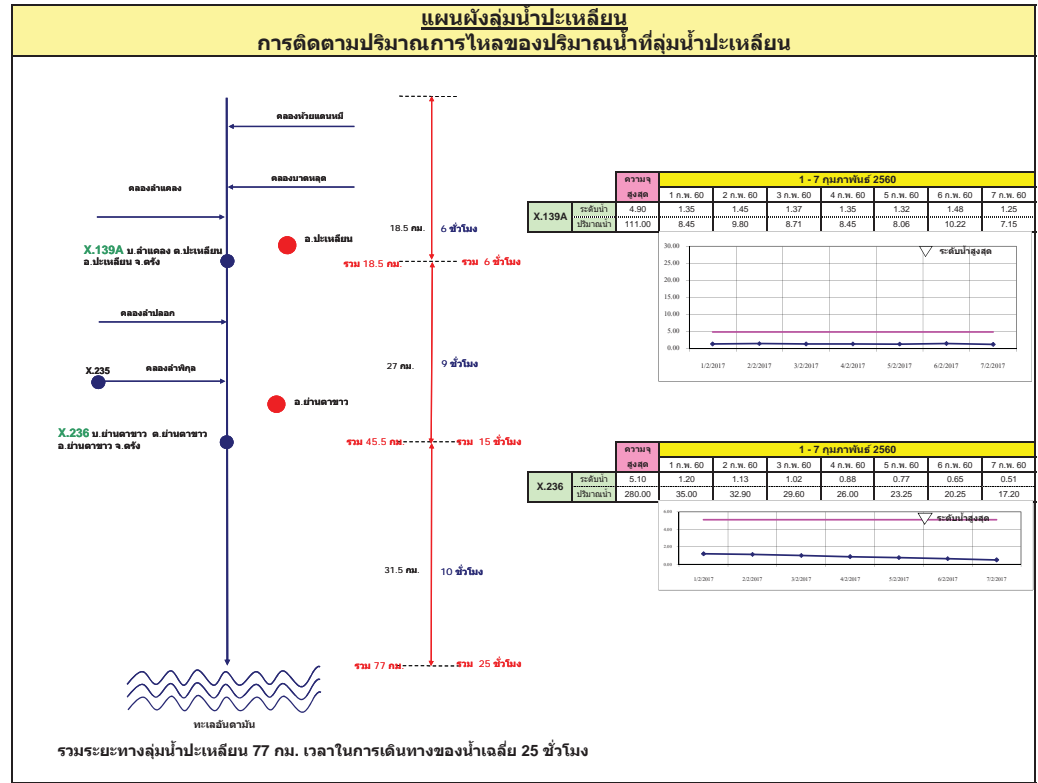 แผนผังลุ่มน้ำปะเหลียน
การติดตามปริมาณการไหลของปริมาณน้ำที่ลุ่มน้ำปะเหลียน
คลองห้วยแดนหมี
คลองบาตหลุด
คลองลำแคลง
18.5 กม. 6 ชั่วโมง
อ.ปะเหลียน
X.139A บ.ลำแคลง ต.ปะเหลียน
อ.ปะเหลียน จ.ตรัง
รวม 18.5 กม. รวม 6 ชั่วโมง
คลองลำปลอก
27 กม. 9 ชั่วโมง
X.235 คลองลำพิกุล
อ.ย่านตาขาว
X.236 บ.ย่านตาขาว ต.ย่านตาขาว
อ.ย่านตาขาว จ.ตรัง
รวม 45.5 กม. รวม 15 ชั่วโมง
31.5 กม. 10 ชั่วโมง
รวม 77 กม. รวม 25 ชั่วโมง
ทะเลอันดามัน
ความจุ 1 - 7 กุมภาพันธ์ 2560
สูงสุด 1 ก.พ. 60 2 ก.พ. 60 3 ก.พ. 60 4 ก.พ. 60 5 ก.พ. 60 6 ก.พ. 60 7 ก.พ. 60
X.139A
ระดับน้ำ 4.90 1.35 1.45 1.37 1.35 1.32 1.48 1.25
ปริมาณน้ำ 111.00 8.45 9.80 8.71 8.45 8.06 10.22 7.15
ระดับน้ำสูงสุด
30.00
25.00
20.00
15.00
10.00
5.00
0.00
1/2/2017 2/2/2017 3/2/2017 4/2/2017 5/2/2017 6/2/2017 7/2/2017
ความจุ 1 - 7 กุมภาพันธ์ 2560
สูงสุด 1 ก.พ. 60 2 ก.พ. 60 3 ก.พ. 60 4 ก.พ. 60 5 ก.พ. 60 6 ก.พ. 60 7 ก.พ. 60
X.236
ระดับน้ำ 5.10 1.20 1.13 1.02 0.88 0.77 0.65 0.51
ปริมาณน้ำ 280.00 35.00 32.90 29.60 26.00 23.25 20.25 17.20
ระดับน้ำสูงสุด
6.00
4.00
2.00
0.00
1/2/2017 2/2/2017 3/2/2017 4/2/2017 5/2/2017 6/2/2017 7/2/2017
รวมระยะทางลุ่มน้ำปะเหลียน 77 กม. เวลาในการเดินทางของน้ำเฉลี่ย 25 ชั่วโมง